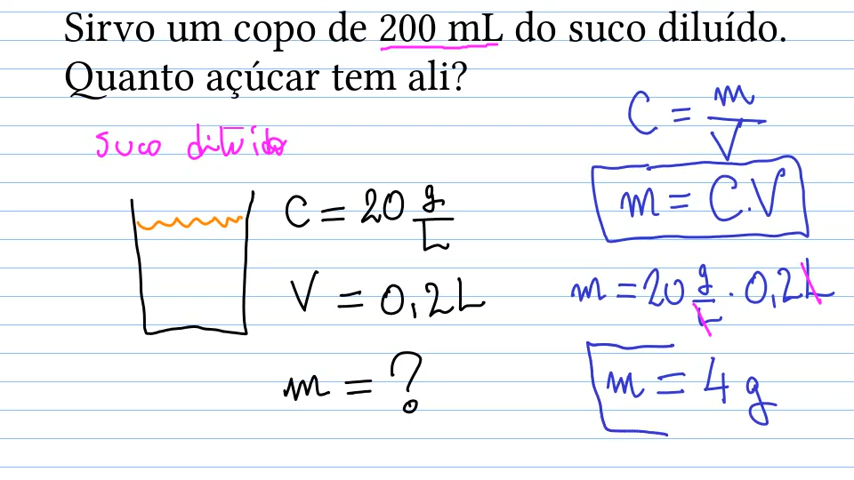 Sirvo um copo de 200 mL do suco diluído.
Quanto açúcar tem ali?
suco diluído
C = 20 g/L
V = 0,2L
m = ?
C = m/V
m = C.V
m = 20 g/L . 0,2L
m = 4 g